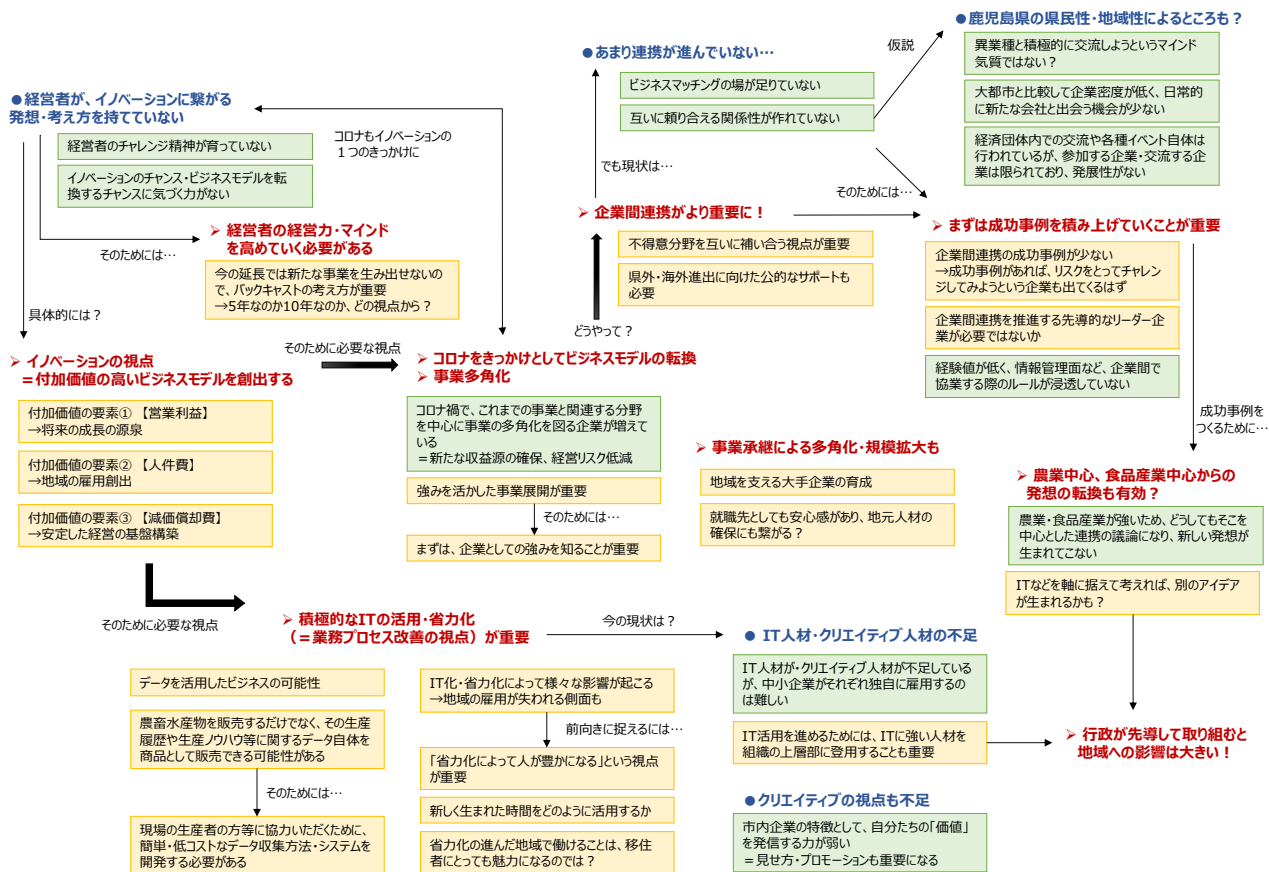 ●経営者が、イノベーションに繋がる
発想・考え方を持てていない
経営者のチャレンジ精神が育っていない
イノベーションのチャンス・ビジネスモデルを転
換するチャンスに気づく力がない
コロナもイノベーションの
１つのきっかけに
そのためには…
➢ 経営者の経営力・マインド
を高めていく必要がある
今の延長では新たな事業を生み出せないの
で、バックキャストの考え方が重要
→5年なのか10年なのか、どの視点から？
具体的には？
➢ イノベーションの視点
＝付加価値の高いビジネスモデルを創出する
付加価値の要素① 【営業利益】
→将来の成長の源泉
付加価値の要素② 【人件費】
→地域の雇用創出
付加価値の要素③ 【減価償却費】
→安定した経営の基盤構築
そのために必要な視点
➢ コロナをきっかけとしてビジネスモデルの転換
➢ 事業多角化
コロナ禍で、これまでの事業と関連する分野
を中心に事業の多角化を図る企業が増えて
いる
＝新たな収益源の確保、経営リスク低減
強みを活かした事業展開が重要
そのためには…
まずは、企業としての強みを知ることが重要
どうやって？
➢ 企業間連携がより重要に！
不得意分野を互いに補い合う視点が重要
県外・海外進出に向けた公的なサポートも
必要
でも現状は…
●あまり連携が進んでいない…
ビジネスマッチングの場が足りていない
互いに頼り合える関係性が作れていない
仮説
●鹿児島県の県民性・地域性によるところも？
異業種と積極的に交流しようというマインド
気質ではない？
大都市と比較して企業密度が低く、日常的
に新たな会社と出会う機会が少ない
経済団体内での交流や各種イベント自体は
行われているが、参加する企業・交流する企
業は限られており、発展性がない
そのためには…
➢ まずは成功事例を積み上げていくことが重要
企業間連携の成功事例が少ない
→成功事例があれば、リスクをとってチャレン
ジしてみようという企業も出てくるはず
企業間連携を推進する先導的なリーダー企
業が必要ではないか
経験値が低く、情報管理面など、企業間で
協業する際のルールが浸透していない
成功事例を
つくるために…
➢ 事業承継による多角化・規模拡大も
地域を支える大手企業の育成
就職先としても安心感があり、地元人材の
確保にも繋がる？
➢ 農業中心、食品産業中心からの
発想の転換も有効？
農業・食品産業が強いため、どうしてもそこを
中心とした連携の議論になり、新しい発想が
生まれてこない
ITなどを軸に据えて考えれば、別のアイデア
が生まれるかも？
そのために必要な視点
➢ 積極的なITの活用・省力化
（＝業務プロセス改善の視点）が重要
データを活用したビジネスの可能性
農畜水産物を販売するだけでなく、その生産
履歴や生産ノウハウ等に関するデータ自体を
商品として販売できる可能性がある
そのためには…
現場の生産者の方等に協力いただくために、
簡単・低コストなデータ収集方法・システムを
開発する必要がある
IT化・省力化によって様々な影響が起こる
→地域の雇用が失われる側面も
前向きに捉えるには…
「省力化によって人が豊かになる」という視点
が重要
新しく生まれた時間をどのように活用するか
省力化の進んだ地域で働けることは、移住
者にとっても魅力になるのでは？
今の現状は？
● IT人材・クリエイティブ人材の不足
IT人材が・クリエイティブ人材が不足している
が、中小企業がそれぞれ独自に雇用するの
は難しい
IT活用を進めるためには、ITに強い人材を
組織の上層部に登用することも重要
➢ 行政が先導して取り組むと
地域への影響は大きい！
●クリエイティブの視点も不足
市内企業の特徴として、自分たちの「価値」
を発信する力が弱い
＝見せ方・プロモーションも重要になる